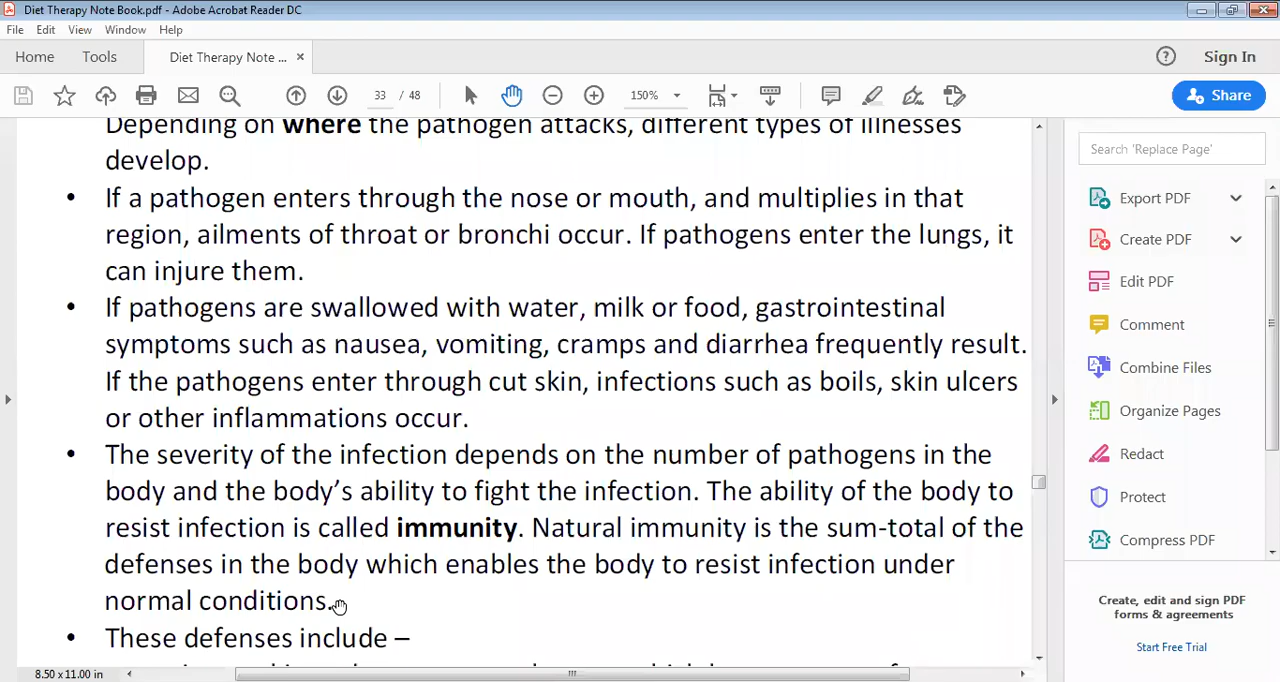 Diet Therapy Note Book.pdf - Adobe Acrobat Reader DC
File Edit View Window Help
Home Tools Diet Therapy Note ... × Sign In
33 / 48 150% Share
Depending on where the pathogen attacks, different types of illnesses
develop.
• If a pathogen enters through the nose or mouth, and multiplies in that
region, ailments of throat or bronchi occur. If pathogens enter the lungs, it
can injure them.
• If pathogens are swallowed with water, milk or food, gastrointestinal
symptoms such as nausea, vomiting, cramps and diarrhea frequently result.
If the pathogens enter through cut skin, infections such as boils, skin ulcers
or other inflammations occur.
• The severity of the infection depends on the number of pathogens in the
body and the body’s ability to fight the infection. The ability of the body to
resist infection is called immunity. Natural immunity is the sum-total of the
defenses in the body which enables the body to resist infection under
normal conditions.
• These defenses include –
8.50 x 11.00 in
Search 'Replace Page'
Export PDF
Create PDF
Edit PDF
Comment
Combine Files
Organize Pages
Redact
Protect
Compress PDF
Create, edit and sign PDF
forms & agreements
Start Free Trial